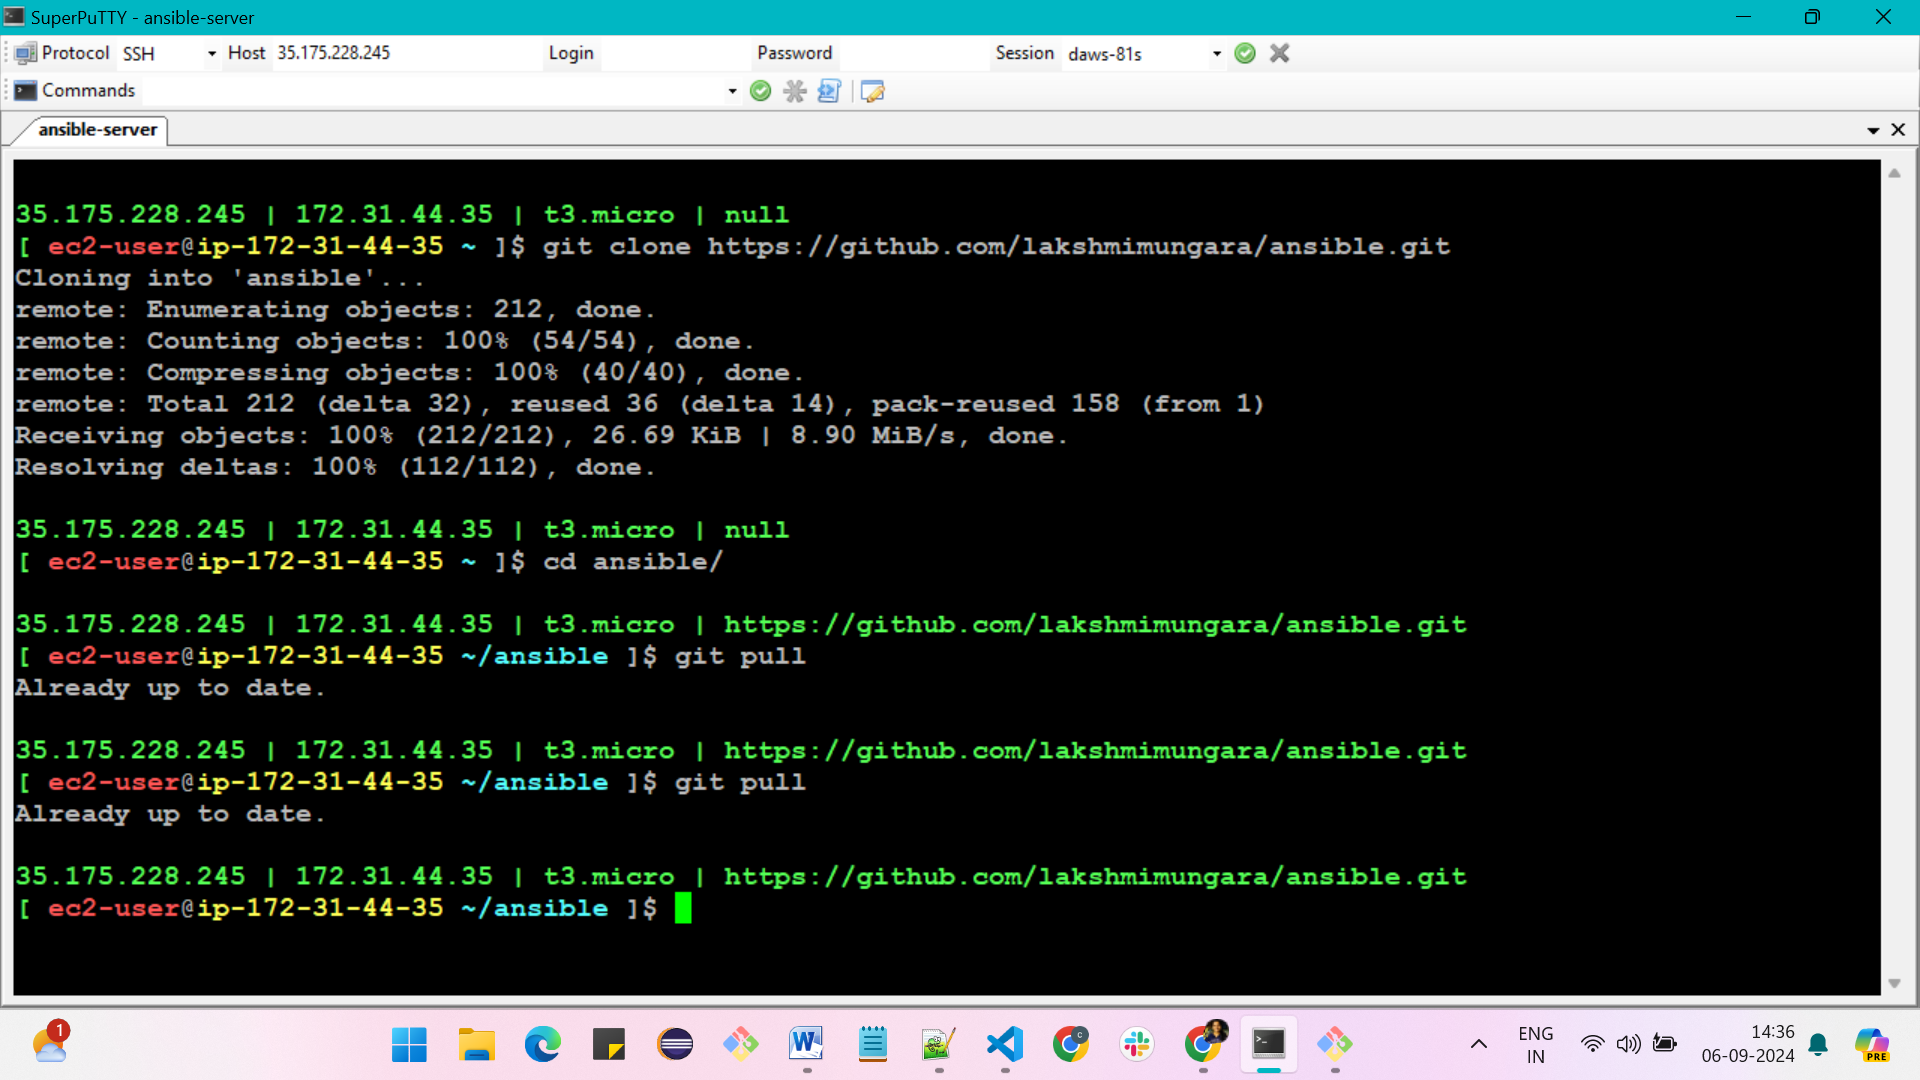 SuperPuTTY - ansible-server
Protocol SSH Host 35.175.228.245 Login Password Session daws-81s
Commands
ansible-server
35.175.228.245 | 172.31.44.35 | t3.micro | null
[ ec2-user@ip-172-31-44-35 ~ ]$ git clone https://github.com/lakshmimungara/ansible.git
Cloning into 'ansible'...
remote: Enumerating objects: 212, done.
remote: Counting objects: 100% (54/54), done.
remote: Compressing objects: 100% (40/40), done.
remote: Total 212 (delta 32), reused 36 (delta 14), pack-reused 158 (from 1)
Receiving objects: 100% (212/212), 26.69 KiB | 8.90 MiB/s, done.
Resolving deltas: 100% (112/112), done.
35.175.228.245 | 172.31.44.35 | t3.micro | null
[ ec2-user@ip-172-31-44-35 ~ ]$ cd ansible/
35.175.228.245 | 172.31.44.35 | t3.micro | https://github.com/lakshmimungara/ansible.git
[ ec2-user@ip-172-31-44-35 ~/ansible ]$ git pull
Already up to date.
35.175.228.245 | 172.31.44.35 | t3.micro | https://github.com/lakshmimungara/ansible.git
[ ec2-user@ip-172-31-44-35 ~/ansible ]$ git pull
Already up to date.
35.175.228.245 | 172.31.44.35 | t3.micro | https://github.com/lakshmimungara/ansible.git
[ ec2-user@ip-172-31-44-35 ~/ansible ]$
1
W
ENG
IN
14:36
06-09-2024
PRE